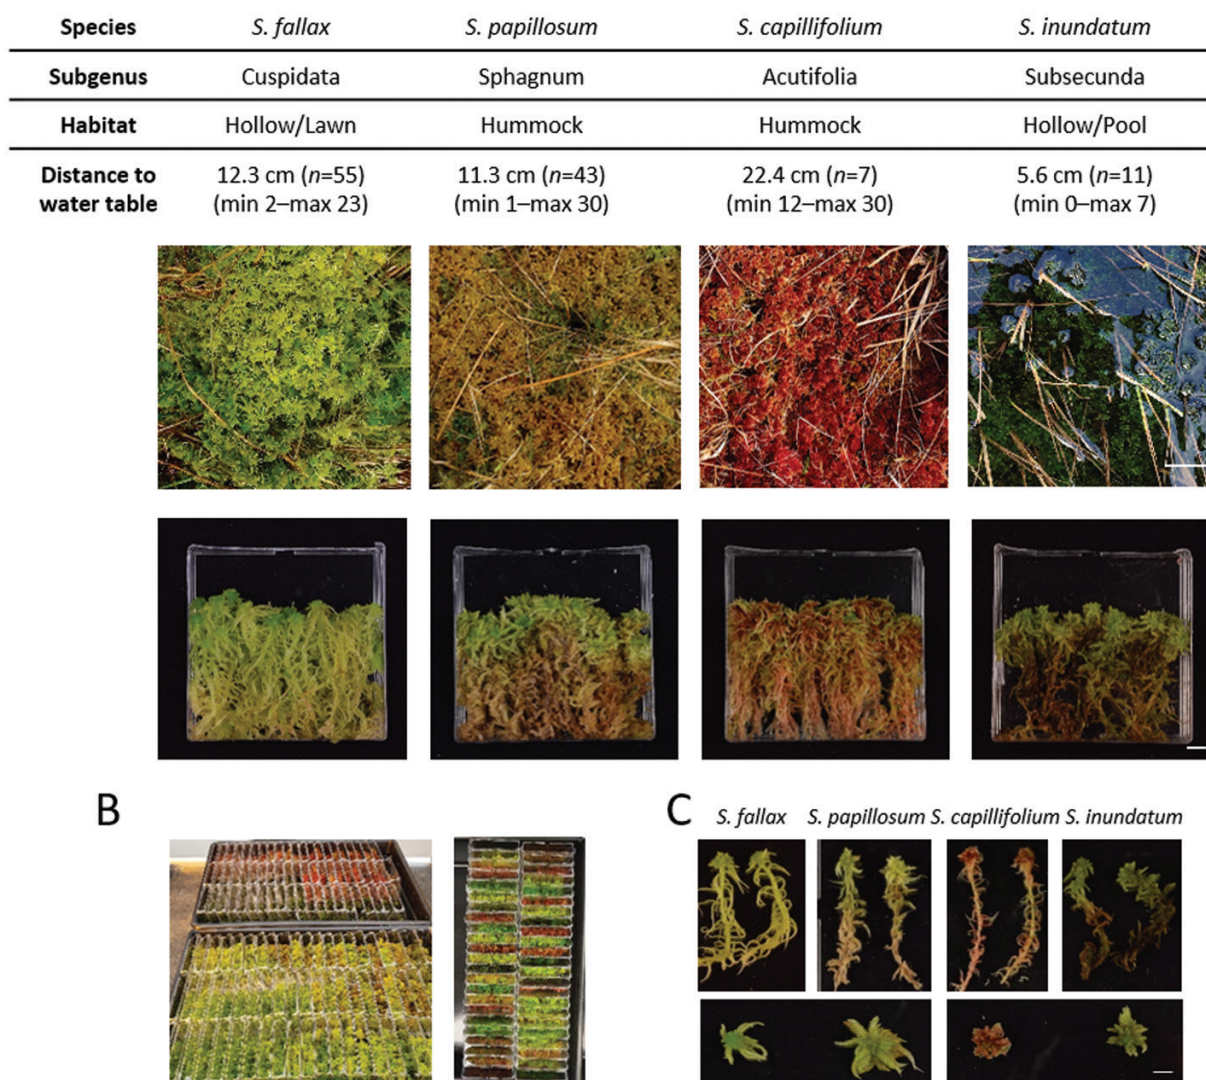 Species S. fallax S. papillosum S. capillifolium S. inundatum
Subgenus Cuspidata Sphagnum Acutifolia Subsecunda
Habitat Hollow/Lawn Hummock Hummock Hollow/Pool
Distance to water table 12.3 cm (n=55) 11.3 cm (n=43) 22.4 cm (n=7) 5.6 cm (n=11)
(min 2–max 23) (min 1–max 30) (min 12–max 30) (min 0–max 7)
B
C S. fallax S. papillosum S. capillifolium S. inundatum